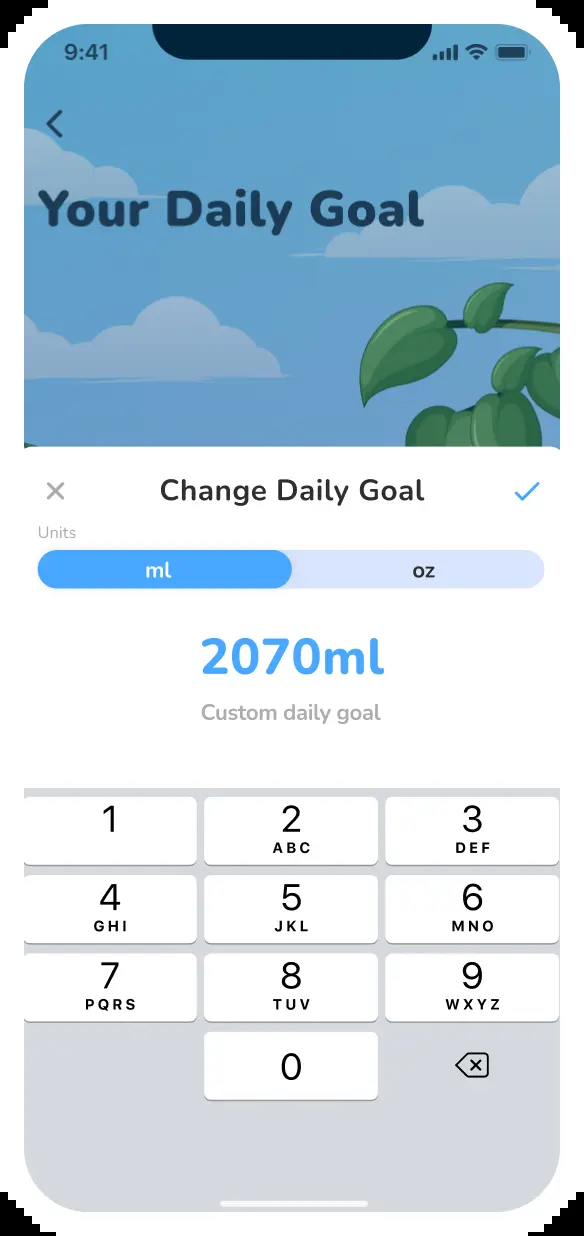 9:41
Your Daily Goal
Change Daily Goal
Units
ml oz
2070ml
Custom daily goal
1 2 3
ABC DEF
4 5 6
GHI JKL MNO
7 8 9
PQRS TUV WXYZ
0